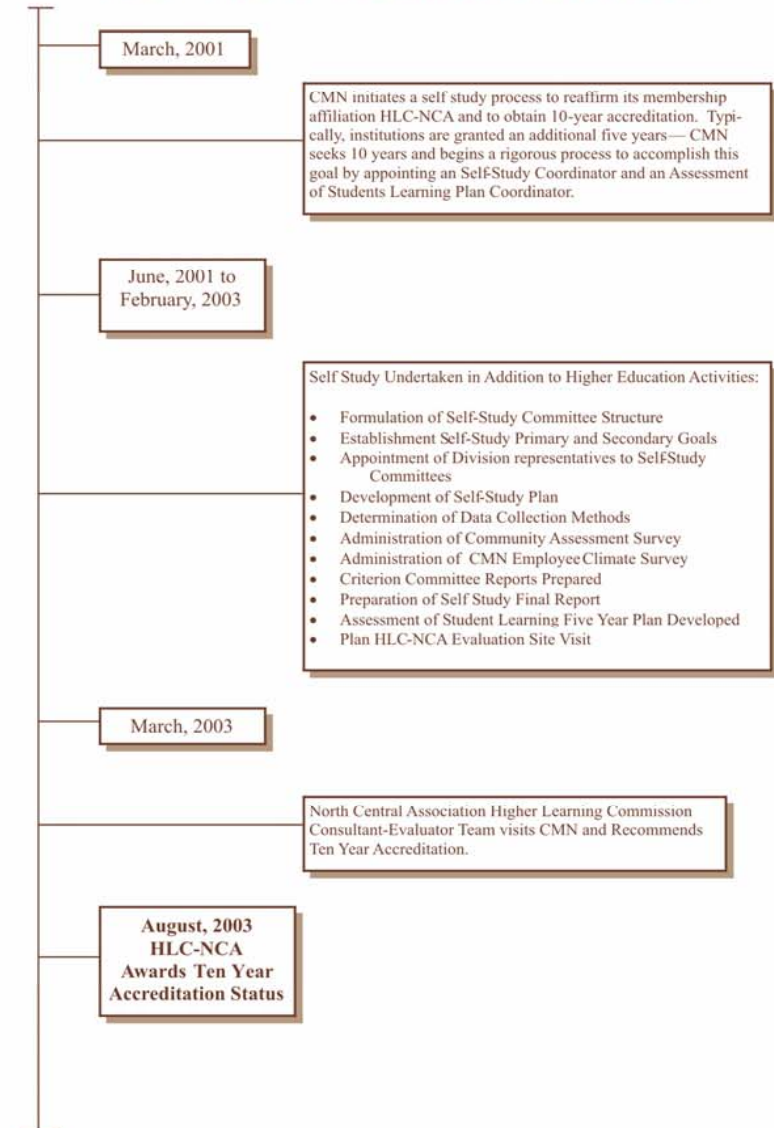 March, 2001
CMN initiates a self study process to reaffirm its membership
affiliation HLC-NCA and to obtain 10-year accreditation. Typi-
cally, institutions are granted an additional five years— CMN
seeks 10 years and begins a rigorous process to accomplish this
goal by appointing an Self-Study Coordinator and an Assessment
of Students Learning Plan Coordinator.
June, 2001 to
February, 2003
Self Study Undertaken in Addition to Higher Education Activities:
• Formulation of Self-Study Committee Structure
• Establishment Self-Study Primary and Secondary Goals
• Appointment of Division representatives to Self-Study
Committees
• Development of Self-Study Plan
• Determination of Data Collection Methods
• Administration of Community Assessment Survey
• Administration of CMN Employee Climate Survey
• Criterion Committee Reports Prepared
• Preparation of Self Study Final Report
• Assessment of Student Learning Five Year Plan Developed
• Plan HLC-NCA Evaluation Site Visit
March, 2003
North Central Association Higher Learning Commission
Consultant-Evaluator Team visits CMN and Recommends
Ten Year Accreditation.
August, 2003
HLC-NCA
Awards Ten Year
Accreditation Status